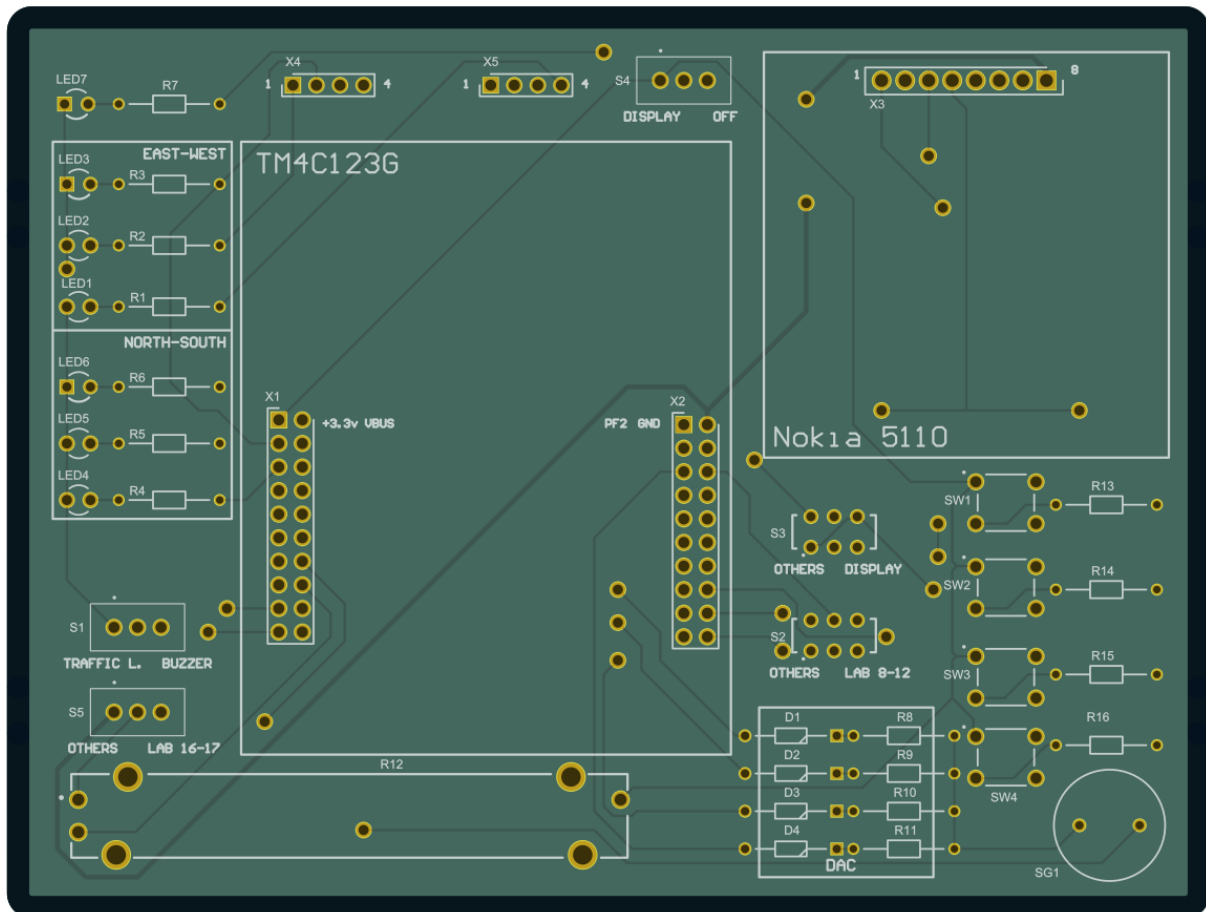 X4
X5
S4
1
4
1
4
DISPLAY OFF
1
8
X3
LED7
R7
EAST-WEST
LED3
R3
LED2
R2
LED1
R1
NORTH-SOUTH
LED6
R6
LED5
R5
LED4
R4
TM4C123G
X1
+3.3v VBUS
X2
PF2 GND
Nokia 5110
SW1
R13
S3
OTHERS DISPLAY
SW2
R14
S2
OTHERS LAB 8-12
SW3
R15
S1
TRAFFIC L. BUZZER
S5
OTHERS LAB 16-17
R12
D1
R8
D2
R9
D3
R10
D4
R11
DAC
R16
SW4
SG1